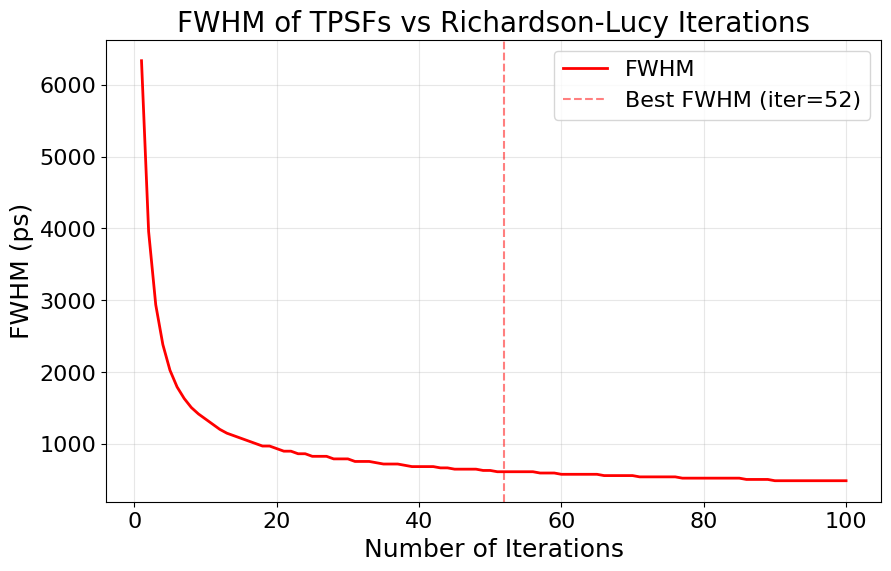 FWHM of TPSFs vs Richardson-Lucy Iterations
FWHM
Best FWHM (iter=52)
FWHM (ps)
6000
5000
4000
3000
2000
1000
0
20
40
60
80
100
Number of Iterations